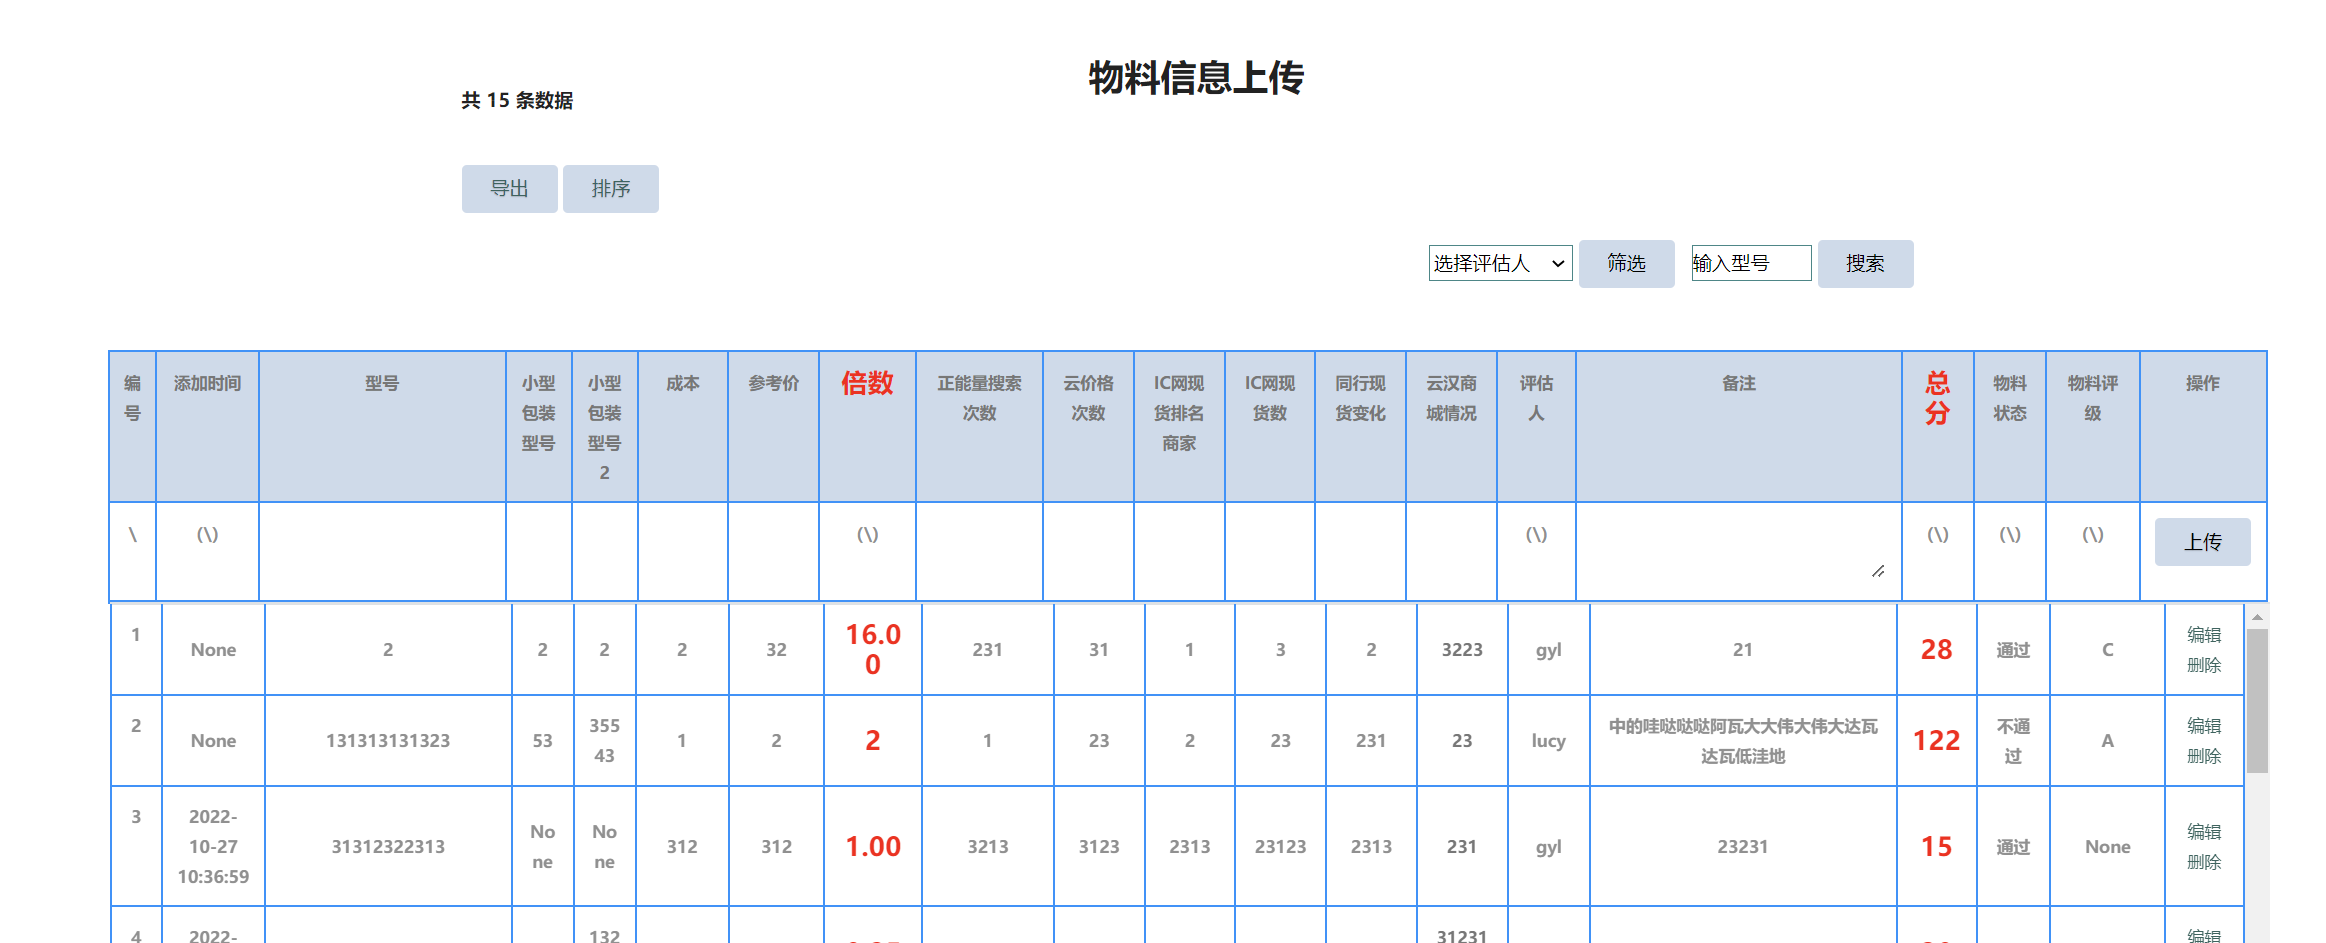 物料信息上传
共 15 条数据
导出 排序
选择评估人 筛选 输入型号 搜索
编号 添加时间 型号 小型包装型号 小型包装型号2 成本 参考价 倍数 正能量搜索次数 云价格次数 IC网现货排名商家 IC网现货数 同行现货变化 云汉商城情况 评估人 备注 总分 物料状态 物料评级 操作
\ (\) (\) (\) (\) (\) (\) 上传
1 None 2 2 2 2 32 16.00 231 31 1 3 2 3223 gyl 21 28 通过 C 编辑 删除
2 None 131313131323 53 35543 1 2 2 1 23 2 23 231 23 lucy 中的哇哒哒哒阿瓦大大伟大伟大达瓦达瓦低洼地 122 不通过 A 编辑 删除
3 2022-10-27 10:36:59 31312322313 None None 312 312 1.00 3213 3123 2313 23123 2313 231 gyl 23231 15 通过 None 编辑 删除
4 2022- 132 31231 编辑